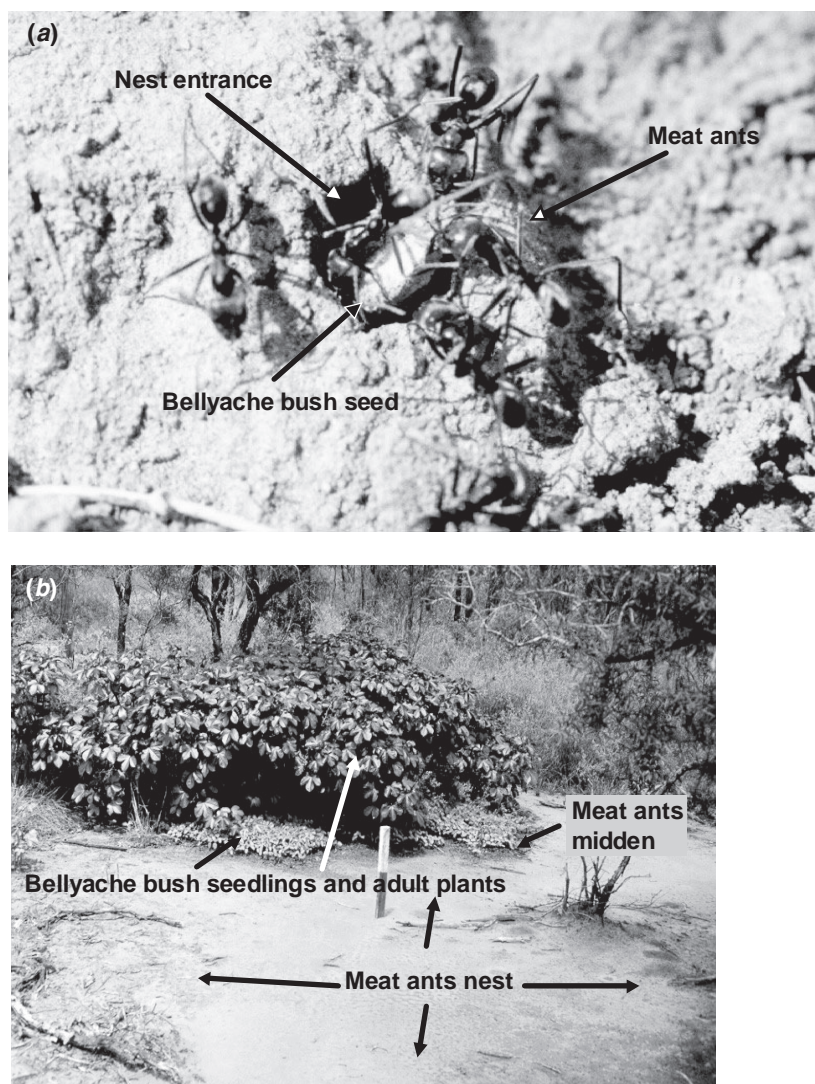 (a)
Nest entrance
Meat ants
Bellyache bush seed
(b)
Meat ants
midden
Bellyache bush seedlings and adult plants
Meat ants nest